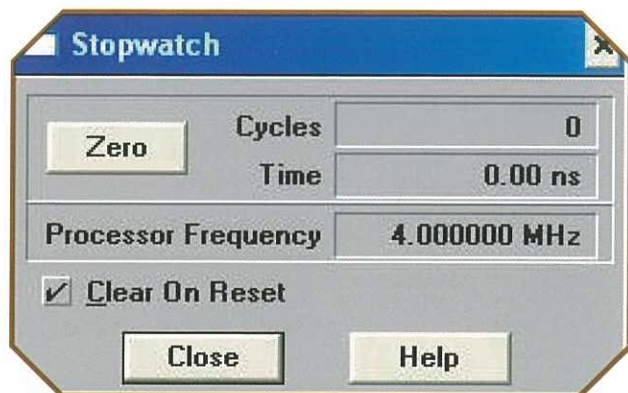 Stopwatch
Zero
Cycles 0
Time 0.00 ns
Processor Frequency 4.000000 MHz
Clear On Reset
Close Help